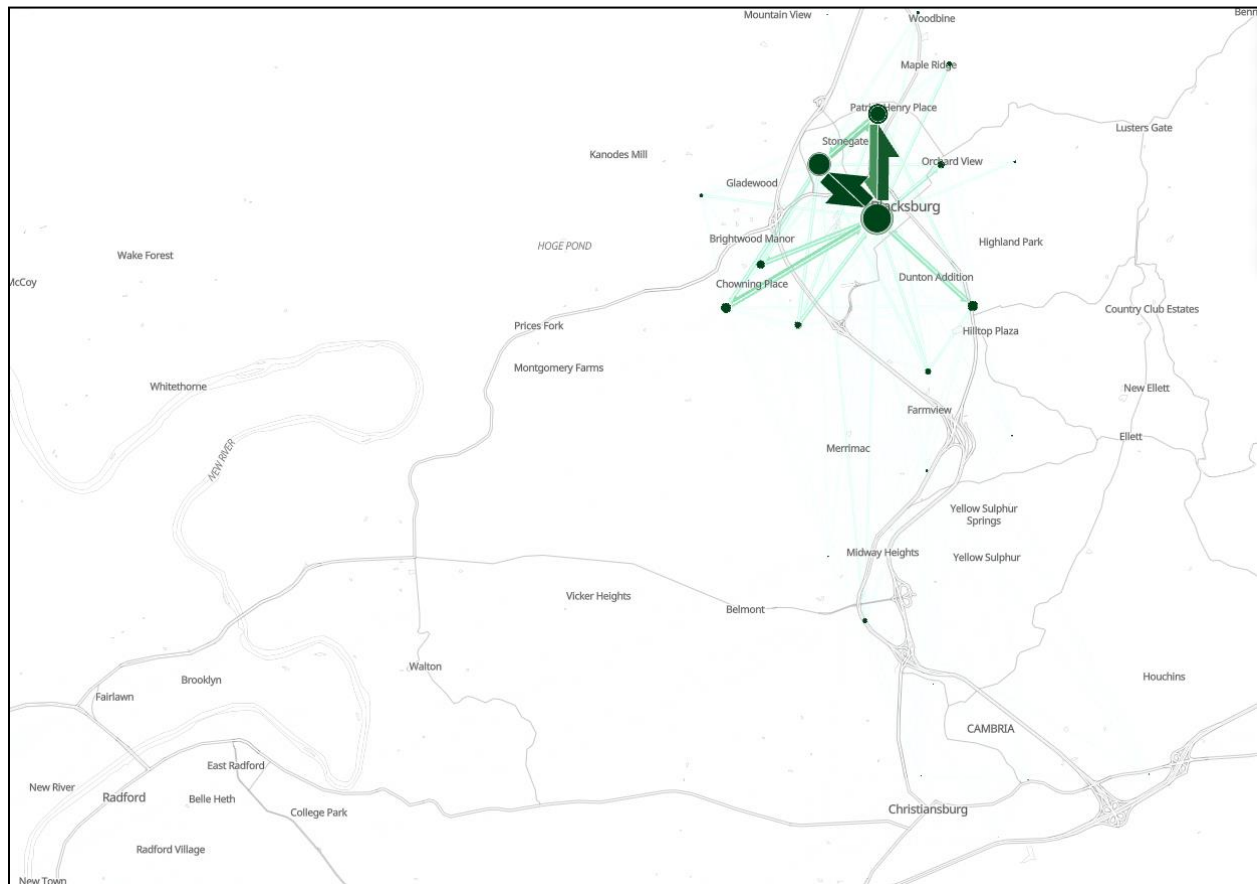 Mountain View
Woodbine
Maple Ridge
Henry Place
Lusters Gate
Stonegate
Kanodes Mill
Orchard View
Gladewood
Brightwood Manor
Highland Park
HOGE POND
Wake Forest
Chowning Place
Dunton Addition
Country Club Estates
Prices Fork
Hilltop Plaza
Montgomery Farms
Whitethorne
New Ellett
Farmview
Ellett
NEW RIVER
Merrimac
Yellow Sulphur
Springs
Midway Heights
Yellow Sulphur
Vicker Heights
Belmont
Walton
Brooklyn
Houchins
Fairlawn
CAMBRIA
East Radford
New River
Radford
Belle Heth
College Park
Christiansburg
Radford Village
New Town